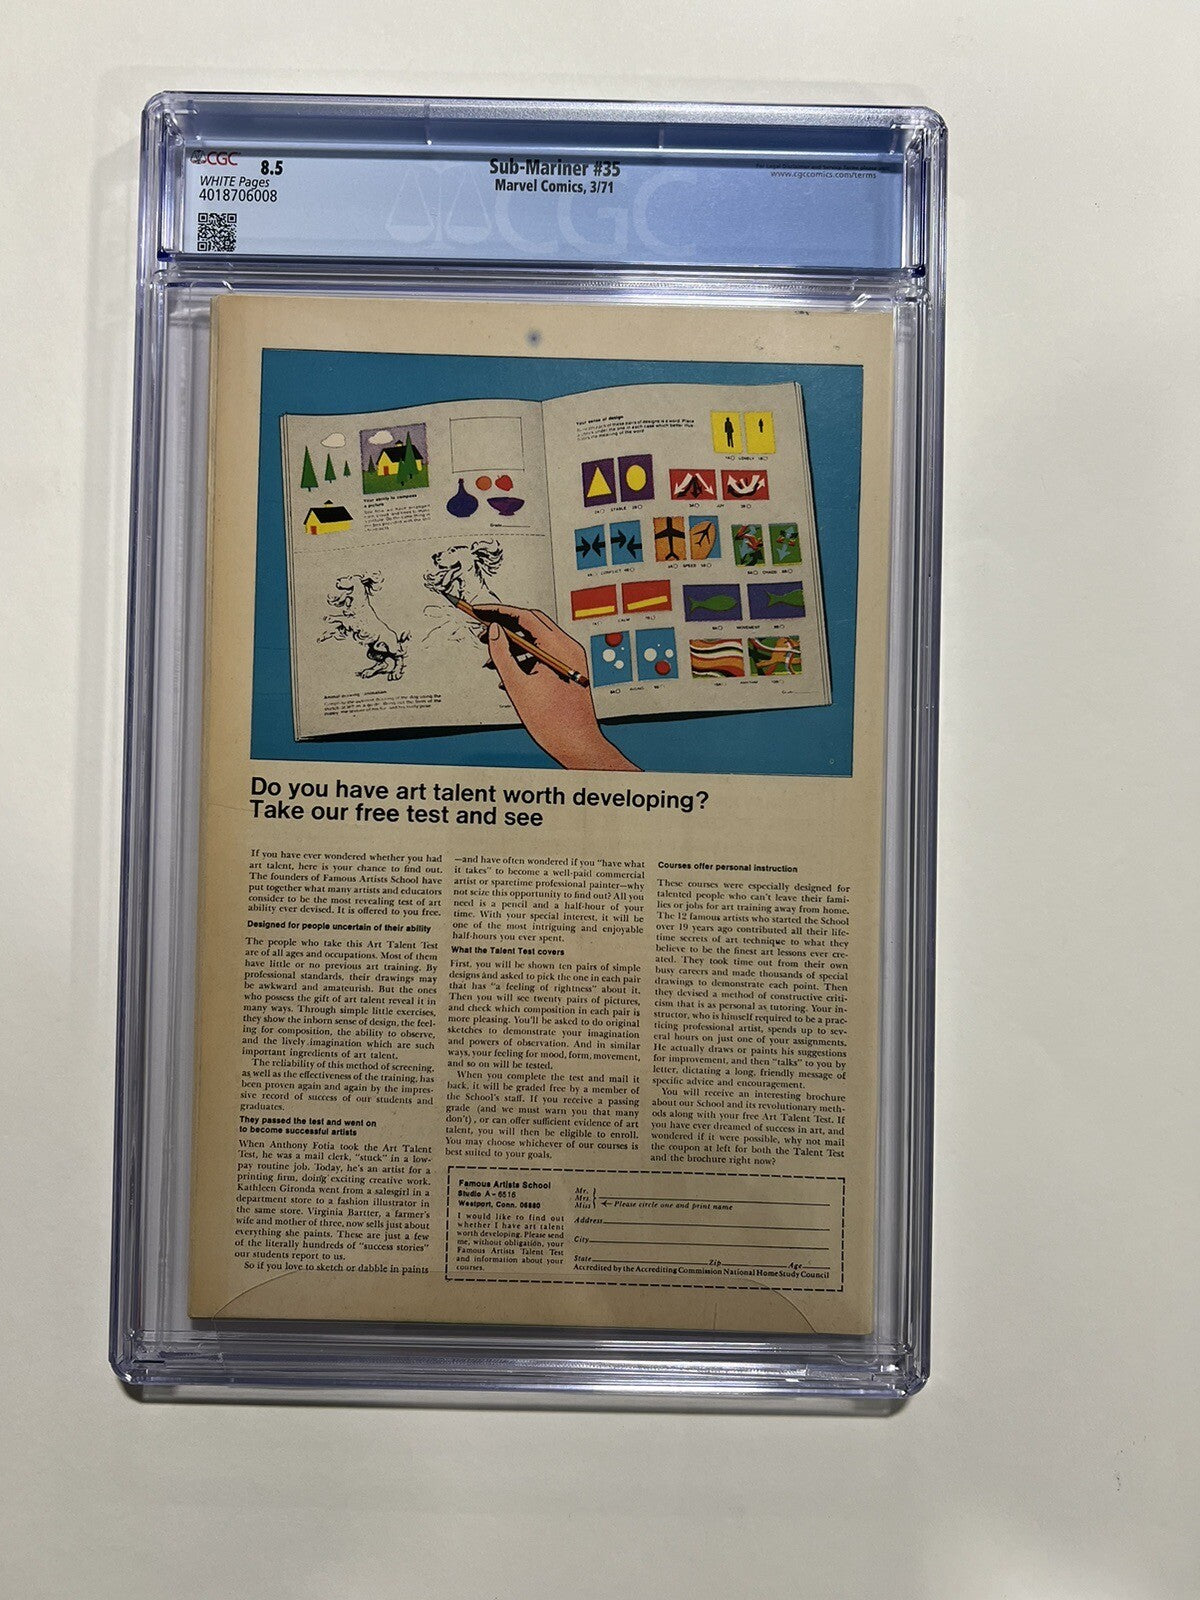 CGC 8.5
WHITE Pages
4018706008
Sub-Mariner #35
Marvel Comics, 3/71
www.cgccomics.com/terms
CGC
Your ability to compose
a picture
Your sense of design
Animal drawing animation
LONELY
STABLE
JOY
CONFLICT
SPEED
CHAOS
CALM
MOVEMENT
Do you have art talent worth developing?
Take our free test and see
If you have ever wondered whether you had
art talent, here is your chance to find out.
The founders of Famous Artists School have
put together what many artists and educators
consider to be the most revealing test of art
ability ever devised. It is offered to you free.
Designed for people uncertain of their ability
The people who take this Art Talent Test
are of all ages and occupations. Most of them
have little or no previous art training. By
professional standards, their drawings may
be awkward and amateurish. But the ones
who possess the gift of art talent reveal it in
many ways. Through simple little exercises,
they show the inborn sense of design, the feel-
ing for composition, the ability to observe,
and the lively imagination which are such
important ingredients of art talent.
The reliability of this method of screening,
as well as the effectiveness of the training, has
been proven again and again by the impres-
sive record of success of our students and
graduates.
They passed the test and went on
to become successful artists
When Anthony Fotia took the Art Talent
Test, he was a mail clerk, "stuck" in a low-
pay routine job. Today, he's an artist for a
printing firm, doing exciting creative work.
Kathleen Gironda went from a salesgirl in a
department store to a fashion illustrator in
the same store. Virginia Bartter, a farmer's
wife and mother of three, now sells just about
everything she paints. These are just a few
of the literally hundreds of "success stories"
our students report to us.
So if you love to sketch or dabble in paints
—and have often wondered if you "have what
it takes" to become a well-paid commercial
artist or sparetime professional painter—why
not seize this opportunity to find out? All you
need is a pencil and a half-hour of your
time. With your special interest, it will be
one of the most intriguing and enjoyable
half-hours you ever spent.
What the Talent Test covers
First, you will be shown ten pairs of simple
designs and asked to pick the one in each pair
that has "a feeling of rightness" about it.
Then you will see twenty pairs of pictures,
and check which composition in each pair is
more pleasing. You'll be asked to do original
sketches to demonstrate your imagination
and powers of observation. And in similar
ways, your feeling for mood, form, movement,
and so on will be tested.
When you complete the test and mail it
back, it will be graded free by a member of
the School's staff. If you receive a passing
grade (and we must warn you that many
don't), or can offer sufficient evidence of art
talent, you will then be eligible to enroll.
You may choose whichever of our courses is
best suited to your goals.
Courses offer personal instruction
These courses were especially designed for
talented people who can't leave their fami-
lies or jobs for art training away from home.
The 12 famous artists who started the School
over 19 years ago contributed all their life-
time secrets of art technique to what they
believe to be the finest art lessons ever cre-
ated. They took time out from their own
busy careers and made thousands of special
drawings to demonstrate each point. Then
they devised a method of constructive criti-
cism that is as personal as tutoring. Your in-
structor, who is himself required to be a prac-
ticing professional artist, spends up to sev-
eral hours on just one of your assignments.
He actually draws or paints his suggestions
for improvement, and then "talks" to you by
letter, dictating a long, friendly message of
specific advice and encouragement.
You will receive an interesting brochure
about our School and its revolutionary meth-
ods along with your free Art Talent Test. If
you have ever dreamed of success in art, and
wondered if it were possible, why not mail
the coupon at left for both the Talent Test
and the brochure right now?
Famous Artists School
Studio A-6516
Westport, Conn. 06880
I would like to find out
whether I have art talent
worth developing. Please send
me, without obligation, your
Famous Artists Talent Test
and information about your
courses.
Mr.
Mrs.
Miss
Please circle one and print name
Address
City
State Zip Age
Accredited by the Accrediting Commission National Home Study Council